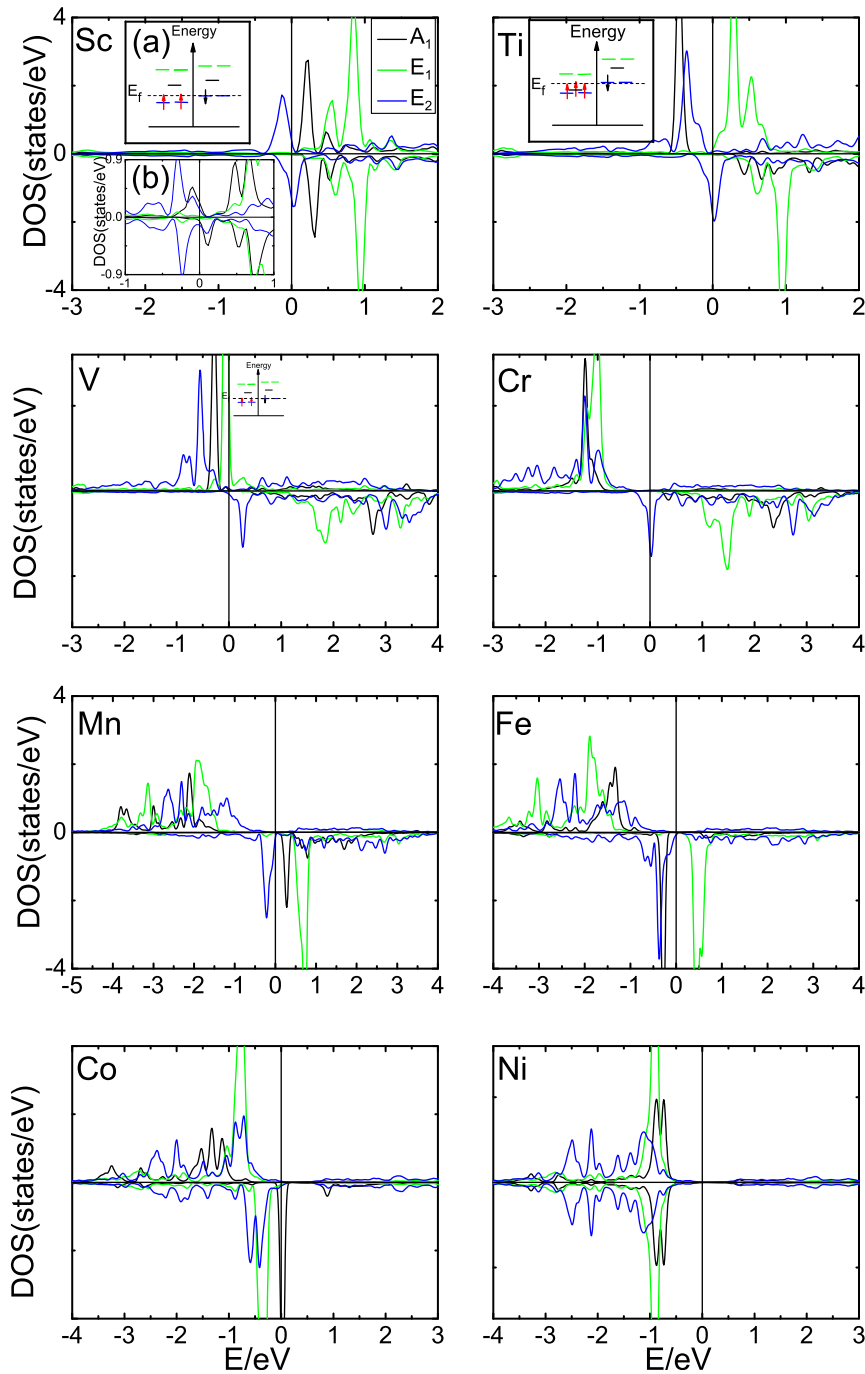 Sc
(a)
Energy
E_f
A_1
E_1
E_2
(b)
DOS(states/eV)
0.9
0.0
-0.9
-1 0 1
DOS(states/eV)
4
0
-4
-3 -2 -1 0 1 2
Ti
Energy
E_f
-3 -2 -1 0 1 2
V
Energy
E
DOS(states/eV)
-3 -2 -1 0 1 2 3 4
Cr
-3 -2 -1 0 1 2 3 4
Mn
DOS(states/eV)
4
0
-4
-5 -4 -3 -2 -1 0 1 2 3 4
Fe
-4 -3 -2 -1 0 1 2 3 4
Co
DOS(states/eV)
-4 -3 -2 -1 0 1 2 3
E/eV
Ni
-4 -3 -2 -1 0 1 2 3
E/eV